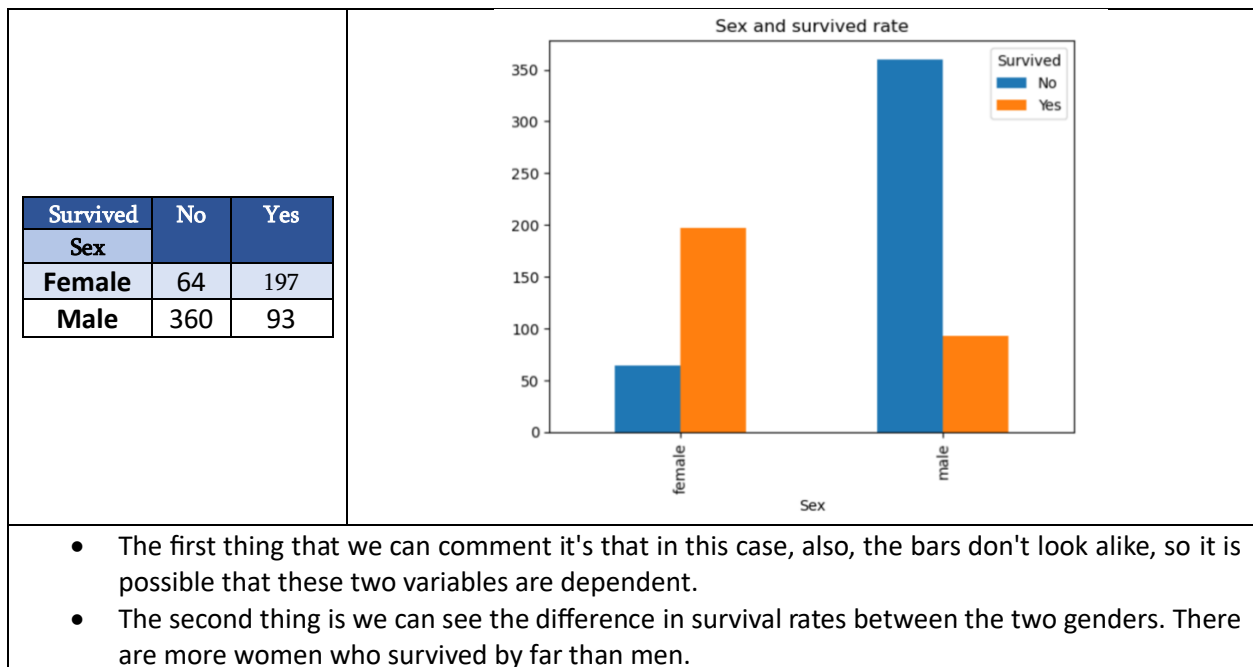 Survived No Yes
Sex
Female 64 197
Male 360 93
Sex and survived rate
Survived
No
Yes
350
300
250
200
150
100
50
0
female
male
Sex
• The first thing that we can comment it's that in this case, also, the bars don't look alike, so it is
possible that these two variables are dependent.
• The second thing is we can see the difference in survival rates between the two genders. There
are more women who survived by far than men.